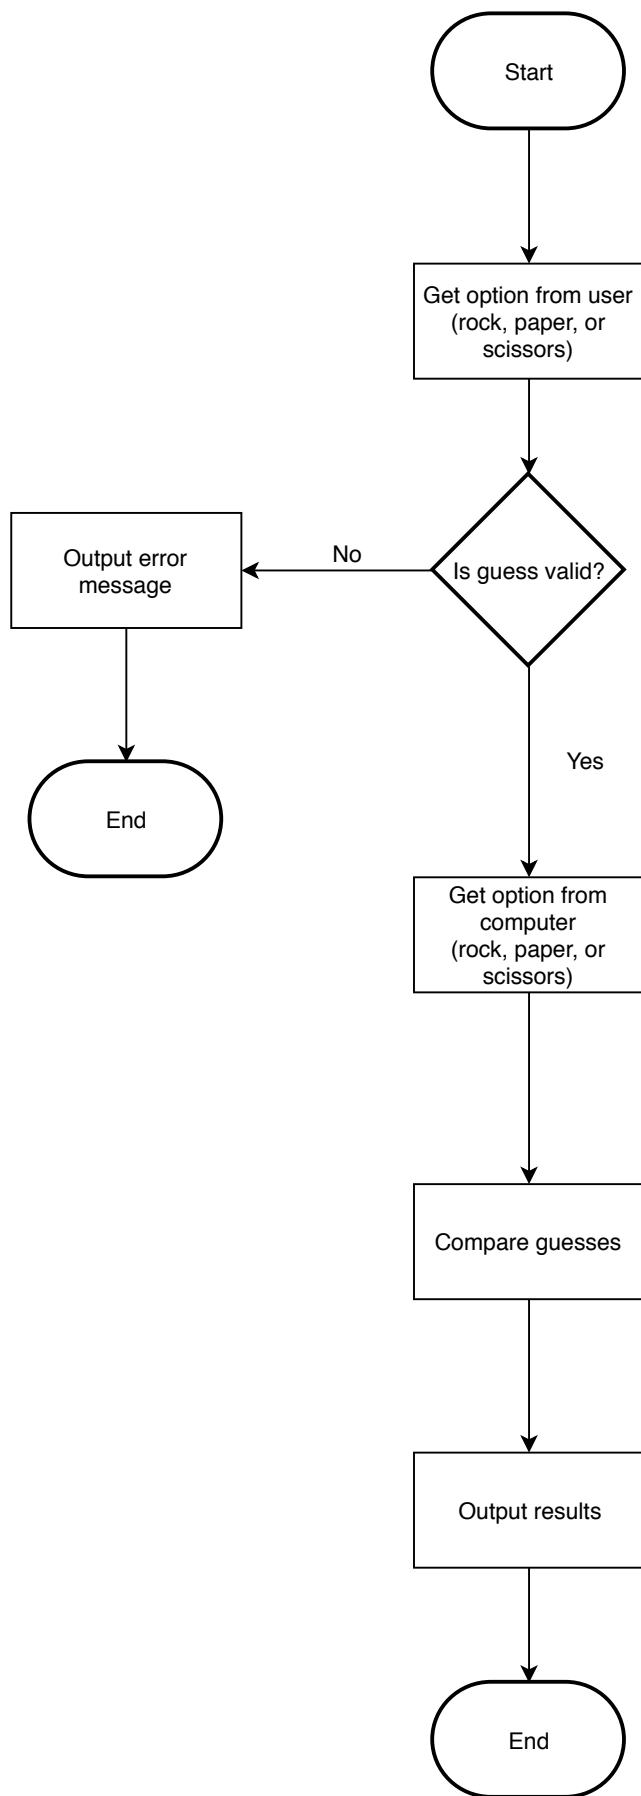 Start
Get option from user
(rock, paper, or
scissors)
Is guess valid?
No
Output error
message
End
Yes
Get option from
computer
(rock, paper, or
scissors)
Compare guesses
Output results
End